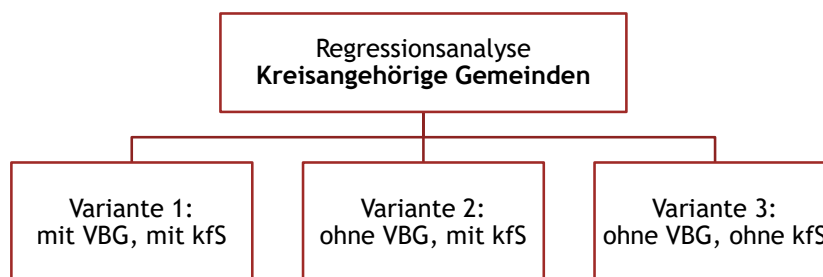 Regressionsanalyse
Kreisangehörige Gemeinden
Variante 1:
mit VBG, mit kfS
Variante 2:
ohne VBG, mit kfS
Variante 3:
ohne VBG, ohne kfS